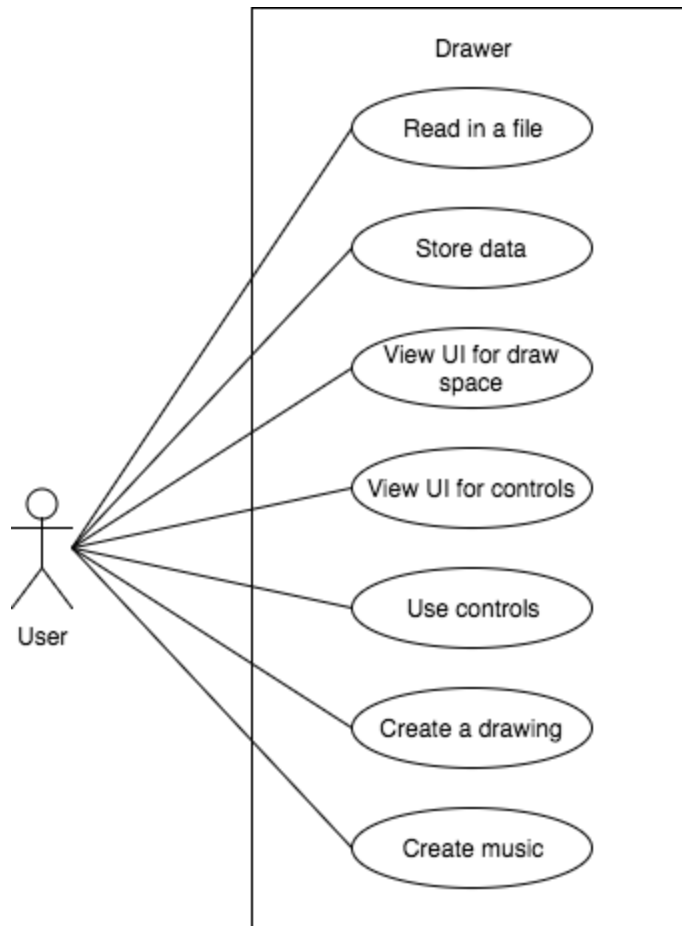 Drawer
Read in a file
Store data
View UI for draw
space
View UI for controls
Use controls
User
Create a drawing
Create music